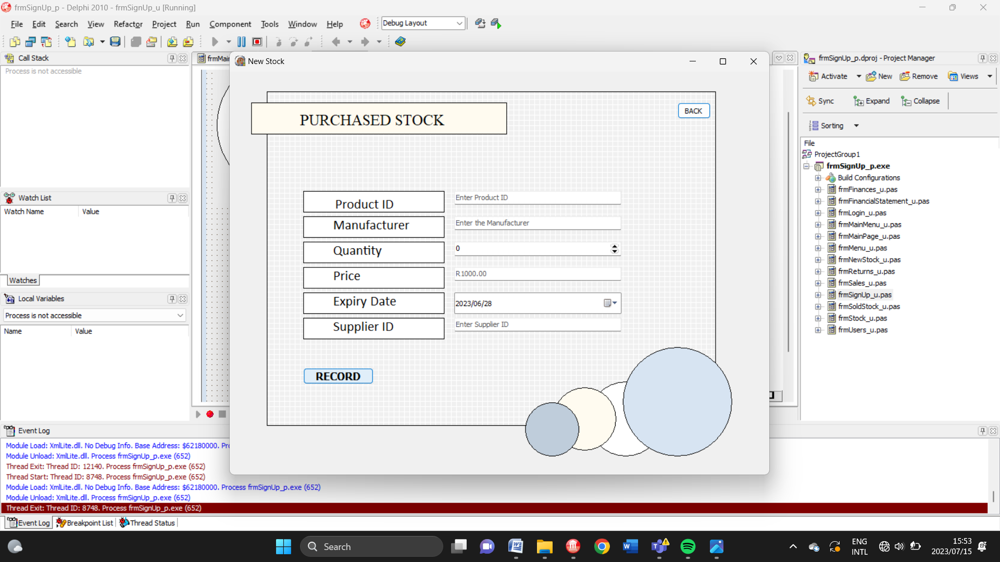 frmSignUp_p - Delphi 2010 - frmSignUp_u [Running]
File Edit Search View Refactor Project Run Component Tools Window Help Debug Layout
Call Stack
Process is not accessible
Watch List
Watch Name Value
Watches
Local Variables
Process is not accessible
Name Value
frmMai
New Stock
PURCHASED STOCK
BACK
Product ID Enter Product ID
Manufacturer Enter the Manufacturer
Quantity 0
Price R1000.00
Expiry Date 2023/06/28
Supplier ID Enter Supplier ID
RECORD
frmSignUp_p.dproj - Project Manager
Activate New Remove Views
Sync Expand Collapse
Sorting
File
ProjectGroup1
frmSignUp_p.exe
Build Configurations
frmFinances_u.pas
frmFinancialStatement_u.pas
frmLogin_u.pas
frmMainMenu_u.pas
frmMainPage_u.pas
frmMenu_u.pas
frmNewStock_u.pas
frmReturns_u.pas
frmSales_u.pas
frmSignUp_u.pas
frmSoldStock_u.pas
frmStock_u.pas
frmUsers_u.pas
Event Log
Module Load: XmlLite.dll. No Debug Info. Base Address: $62180000. Pro
Module Unload: XmlLite.dll. Process frmSignUp_p.exe (652)
Thread Exit: Thread ID: 12140. Process frmSignUp_p.exe (652)
Thread Start: Thread ID: 8748. Process frmSignUp_p.exe (652)
Module Load: XmlLite.dll. No Debug Info. Base Address: $62180000. Process frmSignUp_p.exe (652)
Module Unload: XmlLite.dll. Process frmSignUp_p.exe (652)
Thread Exit: Thread ID: 8748. Process frmSignUp_p.exe (652)
Event Log Breakpoint List Thread Status
Search
ENG
INTL
15:53
2023/07/15